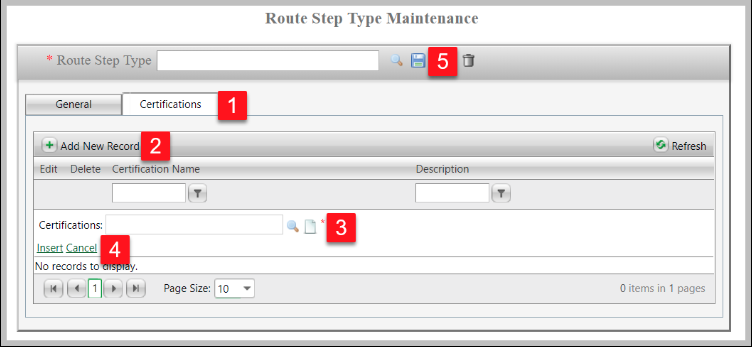 Route Step Type Maintenance
* Route Step Type 5
General Certifications 1
Add New Record 2 Refresh
Edit Delete Certification Name Description
Certifications: * 3
Insert Cancel 4
No records to display.
1 Page Size: 10 0 items in 1 pages